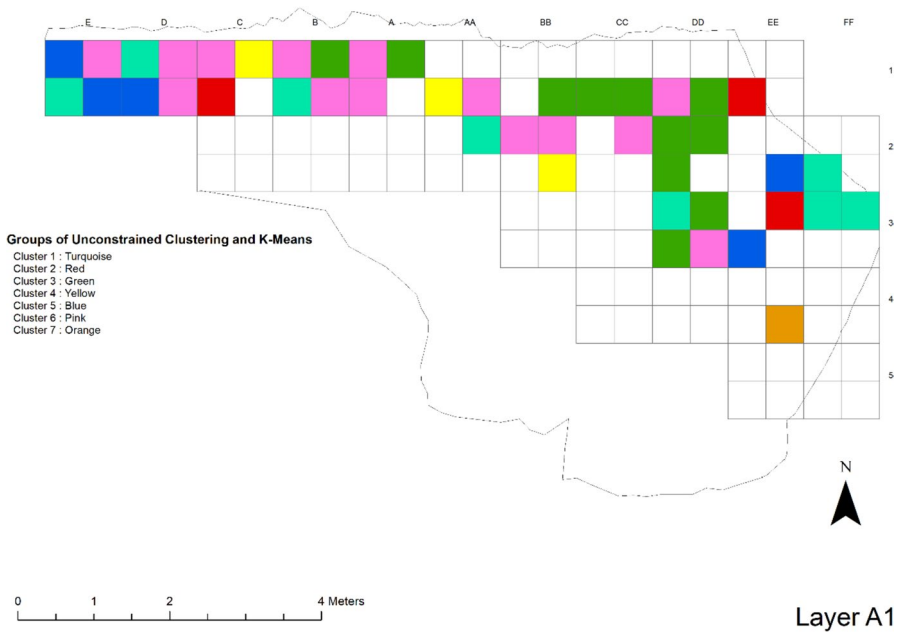 E D C B A AA BB CC DD EE FF
1
2
3
4
5
Groups of Unconstrained Clustering and K-Means
Cluster 1 : Turquoise
Cluster 2 : Red
Cluster 3 : Green
Cluster 4 : Yellow
Cluster 5 : Blue
Cluster 6 : Pink
Cluster 7 : Orange
N
0 1 2 4 Meters
Layer A1